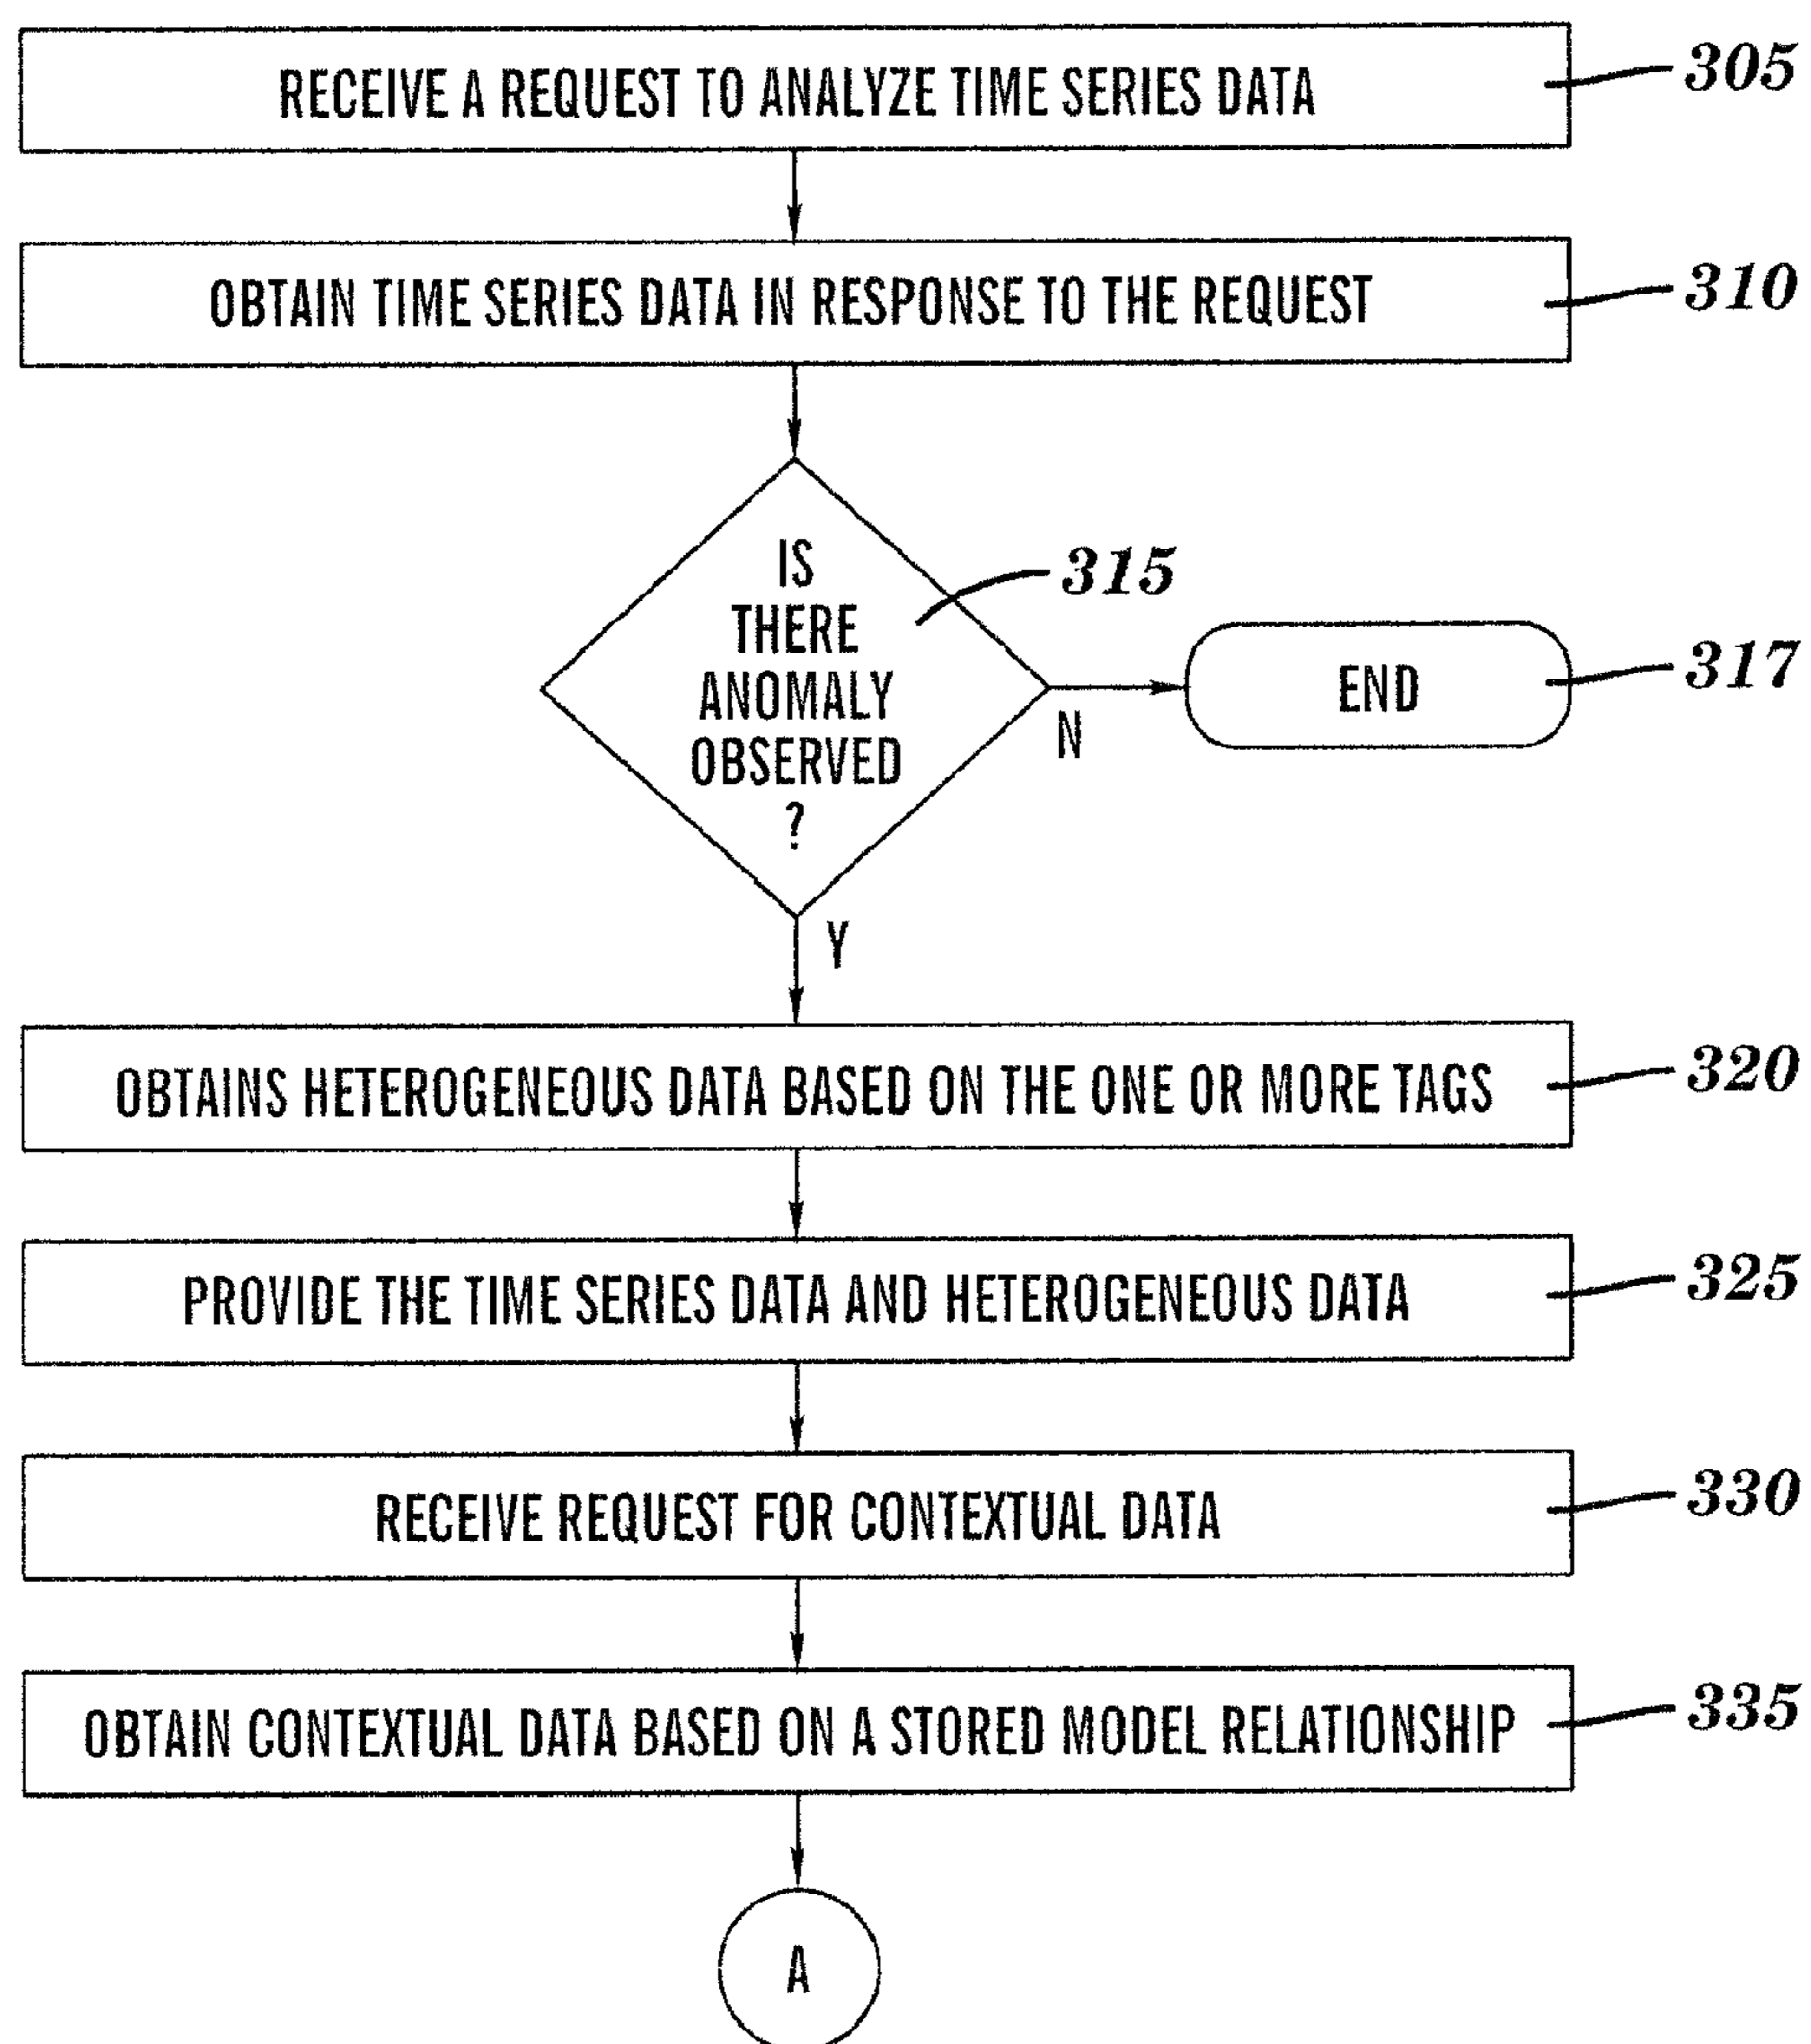 RECEIVE A REQUEST TO ANALYZE TIME SERIES DATA
305
OBTAIN TIME SERIES DATA IN RESPONSE TO THE REQUEST
310
IS
THERE
ANOMALY
OBSERVED
?
315
N
END
317
Y
OBTAINS HETEROGENEOUS DATA BASED ON THE ONE OR MORE TAGS
320
PROVIDE THE TIME SERIES DATA AND HETEROGENEOUS DATA
325
RECEIVE REQUEST FOR CONTEXTUAL DATA
330
OBTAIN CONTEXTUAL DATA BASED ON A STORED MODEL RELATIONSHIP
335
A